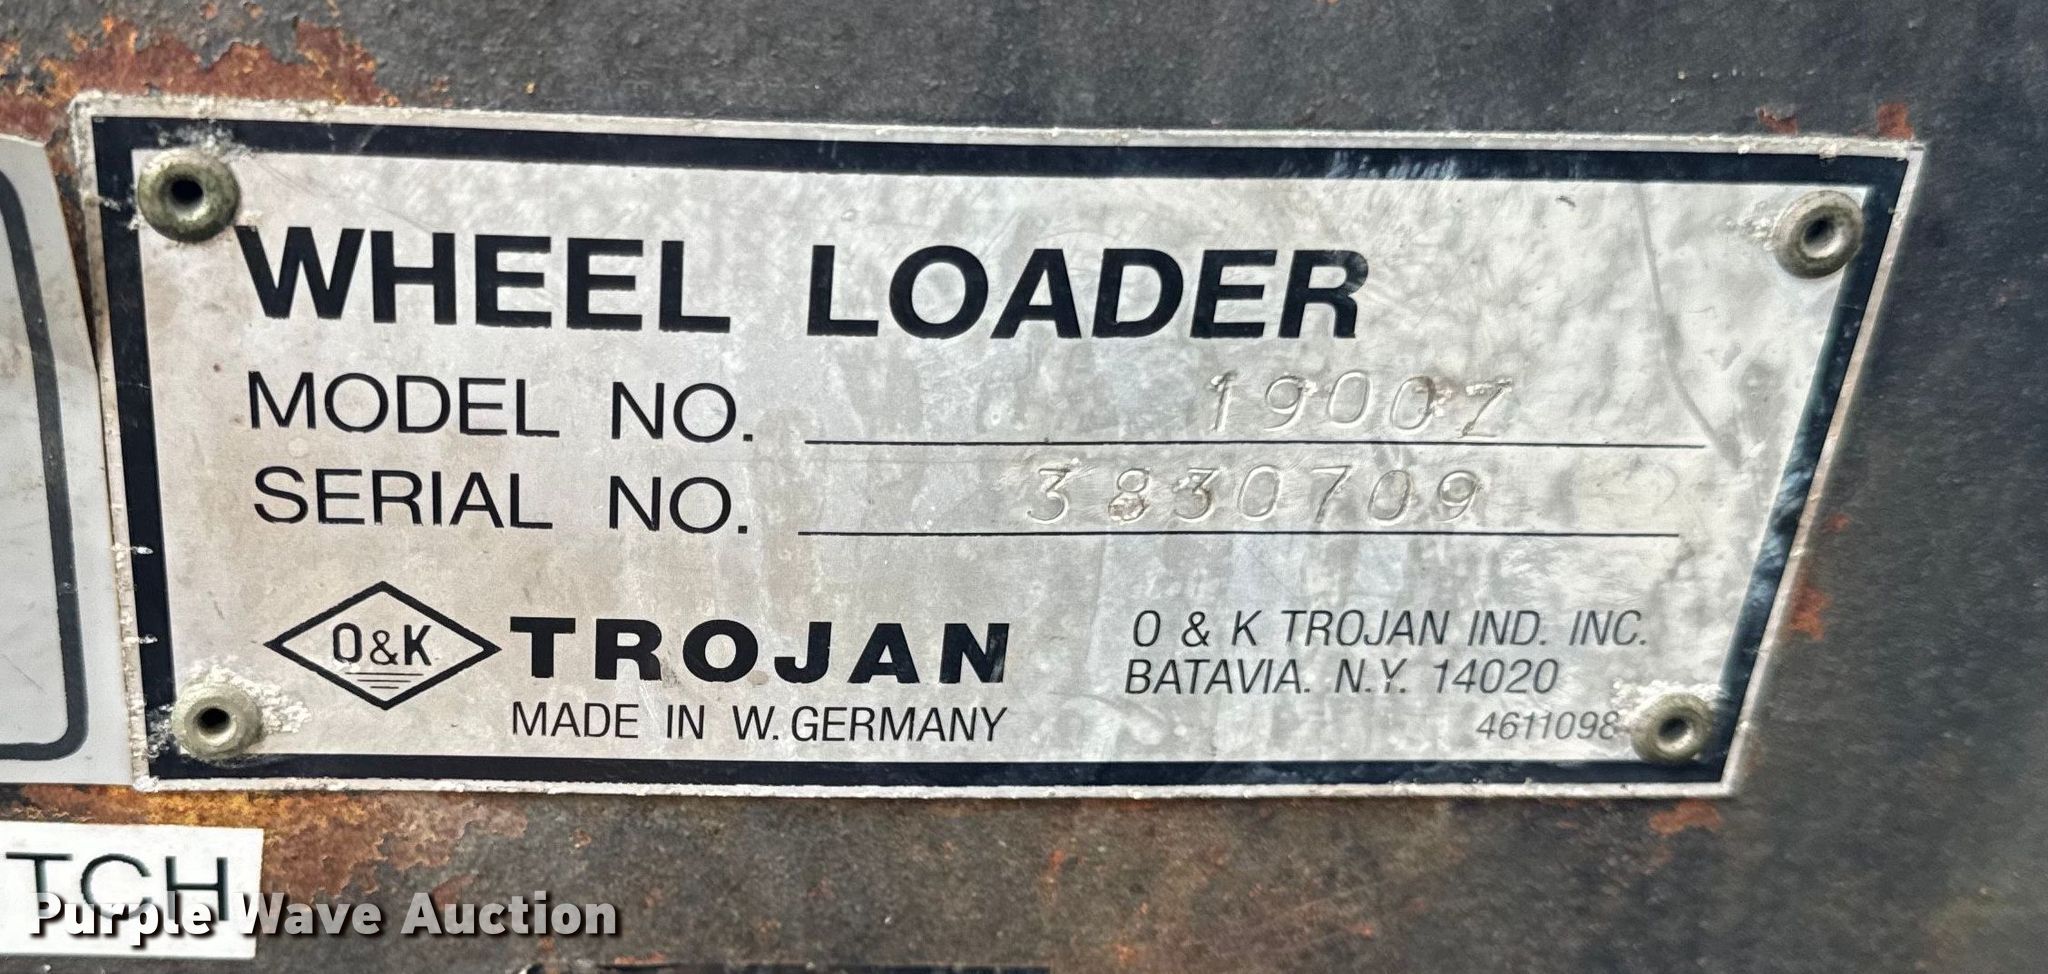 WHEEL LOADER
MODEL NO. 1900Z
SERIAL NO. 3830709
O&K TROJAN
MADE IN W. GERMANY
O & K TROJAN IND. INC.
BATAVIA. N.Y. 14020
4611098
TCH
Purple Wave Auction